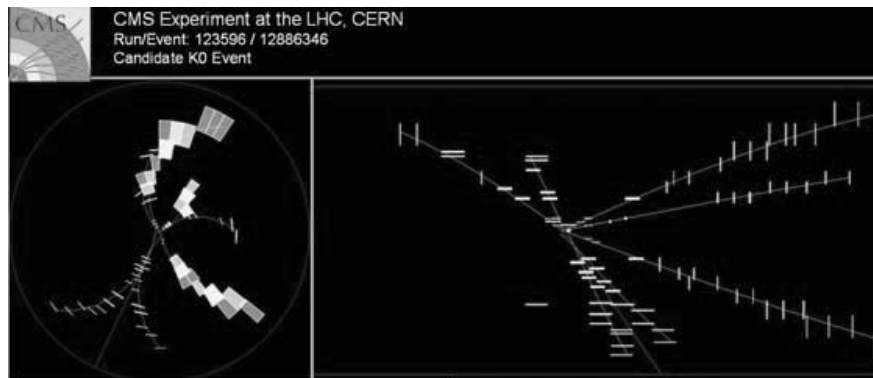 CMS
CMS Experiment at the LHC, CERN
Run/Event: 123596 / 12886346
Candidate K0 Event